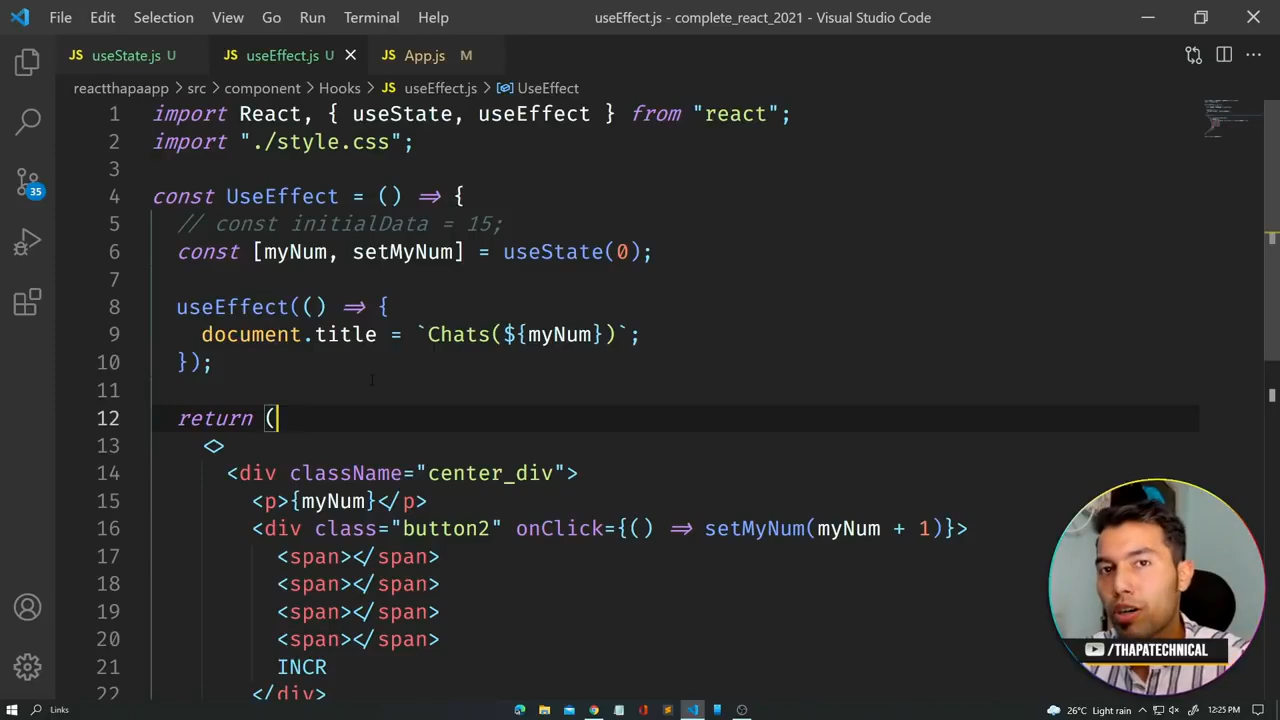 File Edit Selection View Go Run Terminal Help useEffect.js - complete_react_2021 - Visual Studio Code
JS useState.js U JS useEffect.js U JS App.js M
reactthapaapp > src > component > Hooks > JS useEffect.js > UseEffect
1 import React, { useState, useEffect } from "react";
2 import "./style.css";
3
4 const UseEffect = () ⇒ {
5 // const initialData = 15;
6 const [myNum, setMyNum] = useState(0);
7
8 useEffect(() ⇒ {
9 document.title = `Chats(${myNum})`;
10 });
11
12 return (
13 <>
14 <div className="center_div">
15 <p>{myNum}</p>
16 <div class="button2" onClick={() ⇒ setMyNum(myNum + 1)}>
17 <span></span>
18 <span></span>
19 <span></span>
20 <span></span>
21 INCR
22 </div>
35
/THAPATECHNICAL
Links 26°C Light rain 12:25 PM